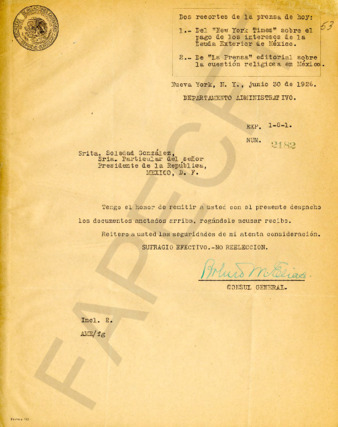 Dos recortes de la prensa de hoy:
53
1.- Del "New York Times" sobre el
pago de los intereses de la
Deuda Exterior de México.
2.- De "La Prensa" editorial sobre
la cuestión religiosa en México.
Nueva York, N. Y., junio 30 de 1926.
DEPARTAMENTO ADMINISTRATIVO.
EXP. 1-0-1.
NUM. 2182
Srita. Soledad González,
Sria. Particular del señor
Presidente de la República,
MEXICO, D. F.
Tengo el honor de remitir a usted con el presente despacho
los documentos anotados arriba, rogándole acusar recibo.
Reitero a usted las seguridades de mi atenta consideración.
SUFRAGIO EFECTIVO.-NO REELECCION.
CONSUL GENERAL.
Incl. 2.
AME/fg
FAPECFT